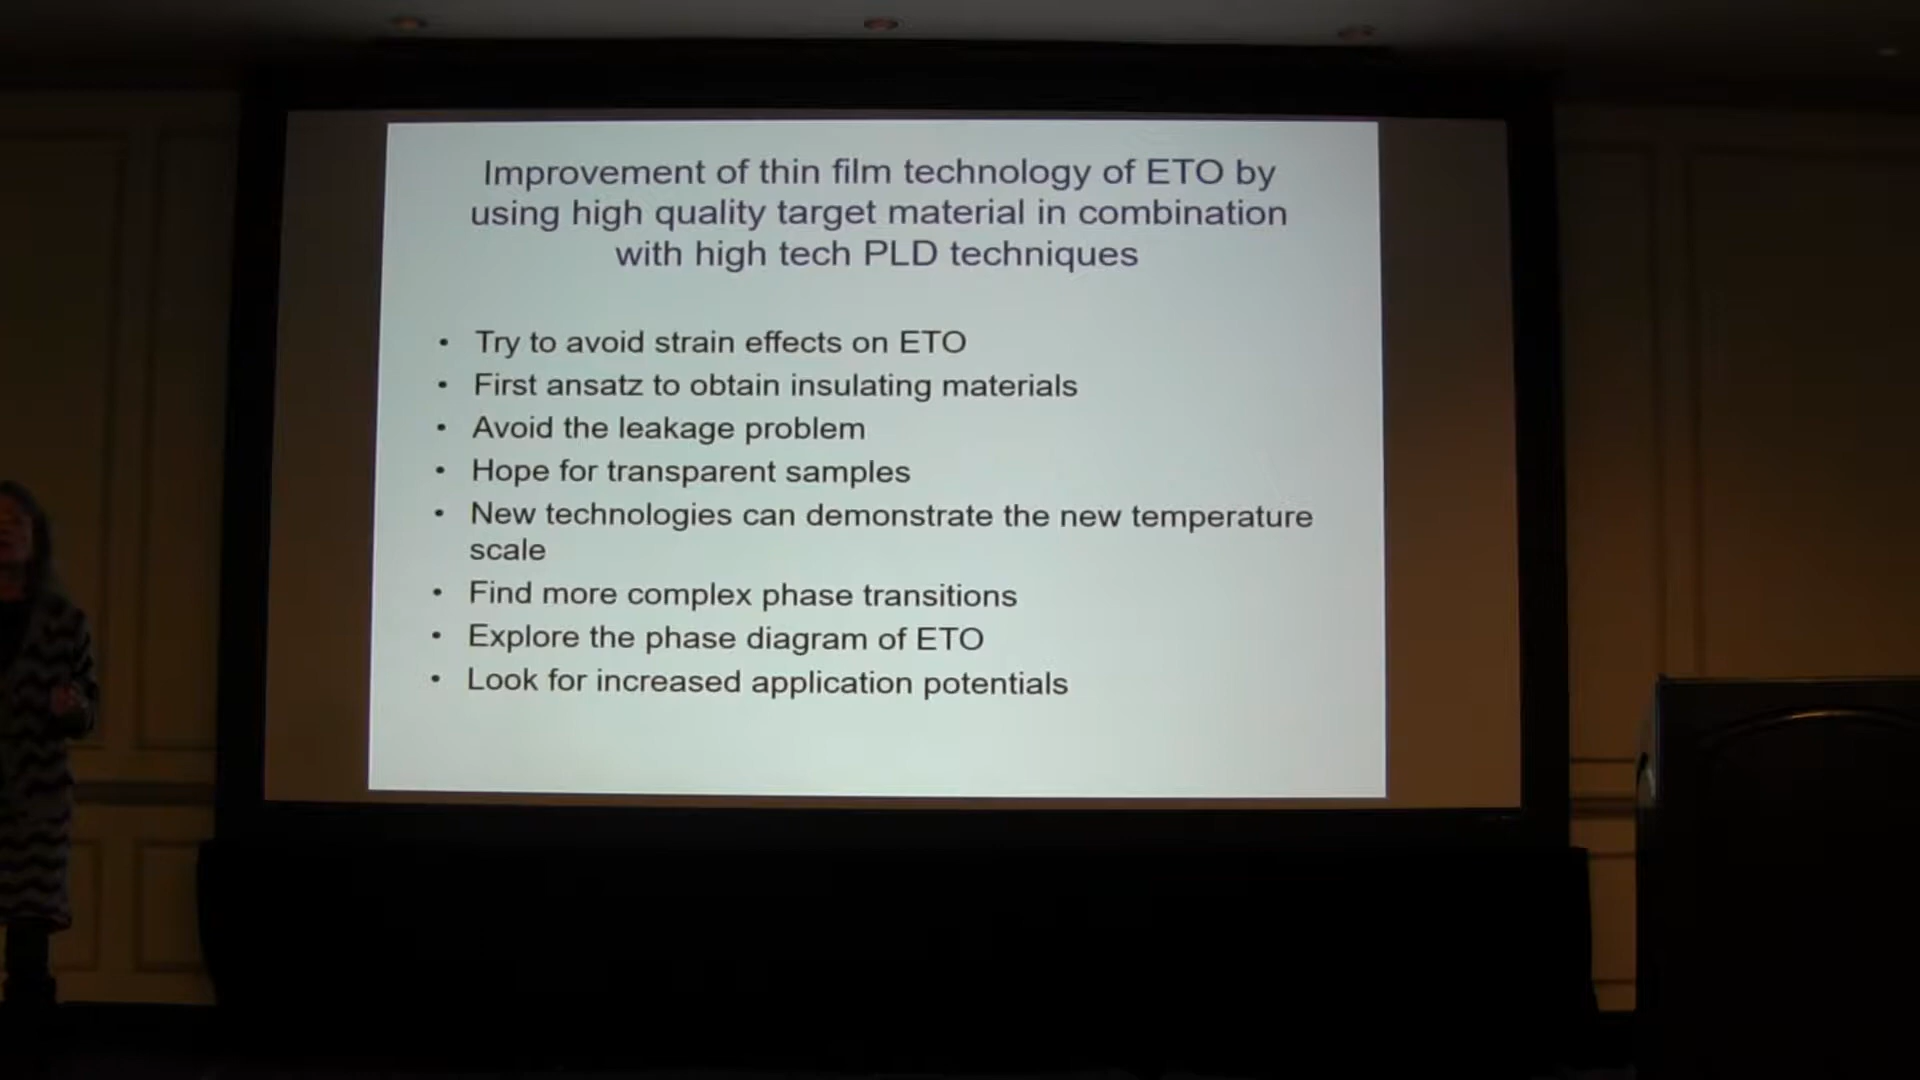 Improvement of thin film technology of ETO by
using high quality target material in combination
with high tech PLD techniques
• Try to avoid strain effects on ETO
• First ansatz to obtain insulating materials
• Avoid the leakage problem
• Hope for transparent samples
• New technologies can demonstrate the new temperature
scale
• Find more complex phase transitions
• Explore the phase diagram of ETO
• Look for increased application potentials